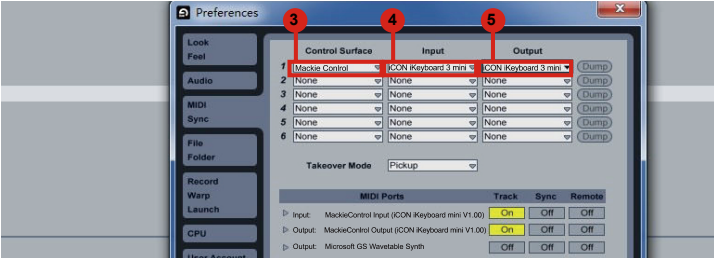 Preferences
3 4 5
Look
Feel
Audio
MIDI
Sync
File
Folder
Record
Warp
Launch
CPU
User Account
Control Surface Input Output
1 Mackie Control iCON iKeyboard 3 mini iCON iKeyboard 3 mini Dump
2 None None None Dump
3 None None None Dump
4 None None None Dump
5 None None None Dump
6 None None None Dump
Takeover Mode Pickup
MIDI Ports Track Sync Remote
Input: MackieControl Input (iCON iKeyboard mini V1.00) On Off Off
Output: MackieControl Output (iCON iKeyboard mini V1.00) On Off Off
Output: Microsoft GS Wavetable Synth Off Off Off